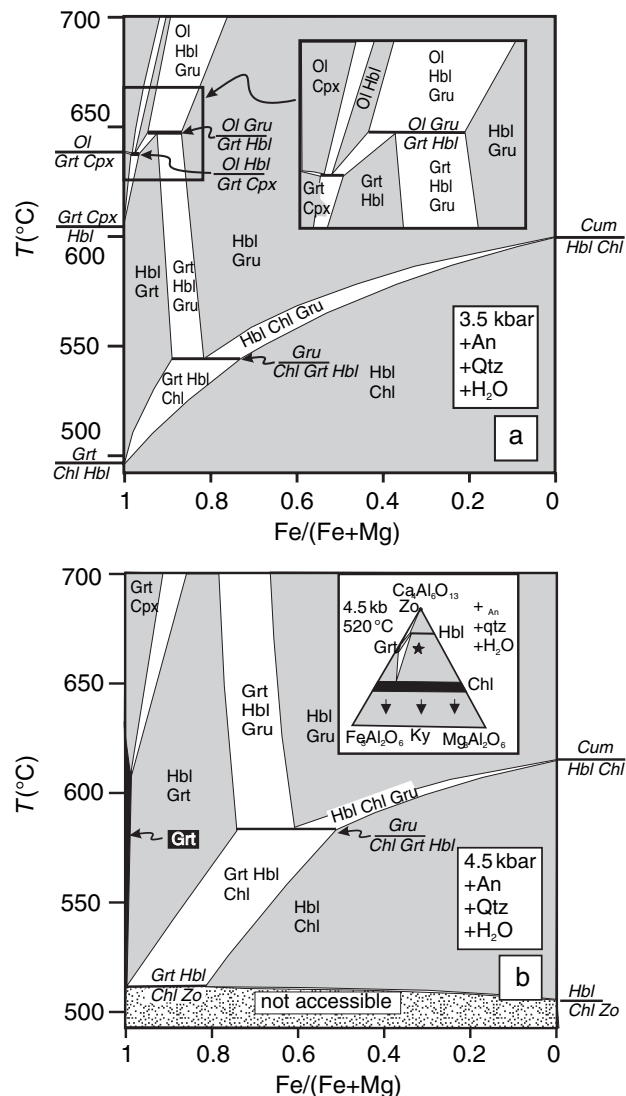 700
650
600
550
500
T(°C)
Ol
Hbl
Gru
Ol
Grt Cpx
Grt Cpx
Hbl
Grt
Chl Hbl
Ol Gru
Grt Hbl
Ol Hbl
Grt Cpx
Ol
Cpx
Ol Hbl
Ol
Hbl
Gru
Ol Gru
Grt Hbl
Hbl
Gru
Grt
Cpx
Grt
Hbl
Grt
Hbl
Gru
Hbl
Grt
Grt
Hbl
Gru
Hbl
Gru
Hbl Chl Gru
Cum
Hbl Chl
Grt Hbl
Chl
Gru
Chl Grt Hbl
Hbl
Chl
3.5 kbar
+An
+Qtz
+H₂O
a
1
0.8
0.6
0.4
0.2
0
Fe/(Fe+Mg)
700
650
600
550
500
T(°C)
Grt
Cpx
Hbl
Grt
Grt
Grt
Hbl
Gru
Hbl
Gru
4.5 kb
520 °C
Ca₄Al₆O₁₃
Zo
+ An
+qtz
+H₂O
Hbl
Grt
Chl
Fe₃Al₂O₆
Ky
Mg₃Al₂O₆
Hbl Chl Gru
Cum
Hbl Chl
Gru
Chl Grt Hbl
Grt Hbl
Chl
Hbl
Chl
4.5 kbar
+An
+Qtz
+H₂O
b
Grt Hbl
Chl Zo
not accessible
Hbl
Chl Zo
1
0.8
0.6
0.4
0.2
0
Fe/(Fe+Mg)